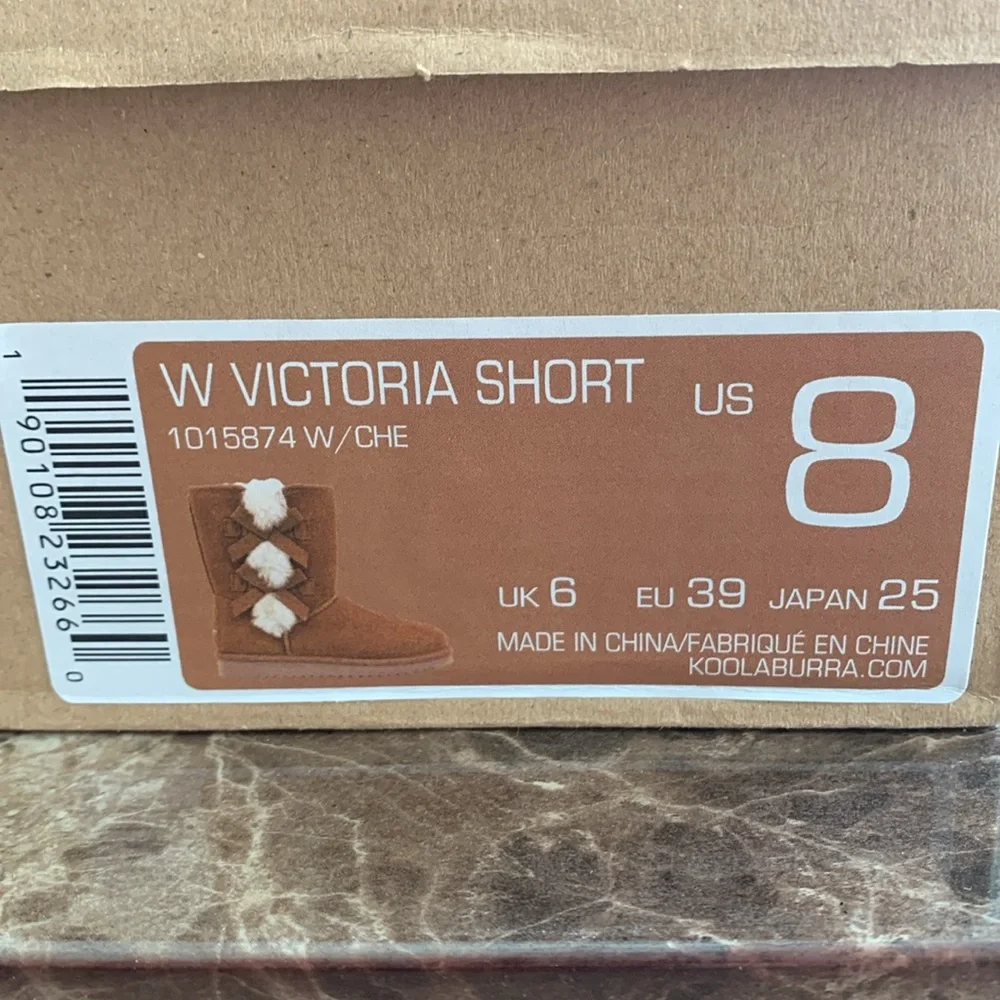 W VICTORIA SHORT
US 8
1015874 W/CHE
UK 6 EU 39 JAPAN 25
MADE IN CHINA/FABRIQUÉ EN CHINE
KOOLABURRA.COM
1 90108 23266 0